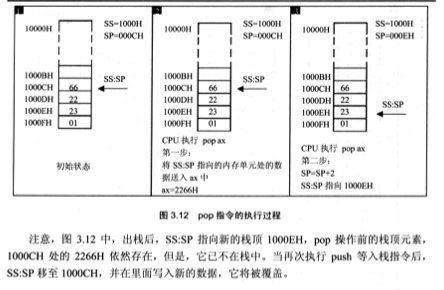 1
10000H
SS=1000H
SP=000CH
1000BH
1000CH 66
1000DH 22
1000EH 23
1000FH 01
SS:SP
初始状态
2
10000H
SS=1000H
SP=000CH
1000BH
1000CH 66
1000DH 22
1000EH 23
1000FH 01
SS:SP
CPU 执行 pop ax
第一步:
将 SS:SP 指向的内存单元处的数
据送入 ax 中
ax=2266H
3
10000H
SS=1000H
SP=000EH
1000BH
1000CH 66
1000DH 22
1000EH 23
1000FH 01
SS:SP
CPU 执行 pop ax
第二步:
SP=SP+2
SS:SP 指向 1000EH
图 3.12 pop 指令的执行过程
注意，图 3.12 中，出栈后，SS:SP 指向新的栈顶 1000EH，pop 操作前的栈顶元素，
1000CH 处的 2266H 依然存在，但是，它已不在栈中。当再次执行 push 等入栈指令后，
SS:SP 移至 1000CH，并在里面写入新的数据，它将被覆盖。